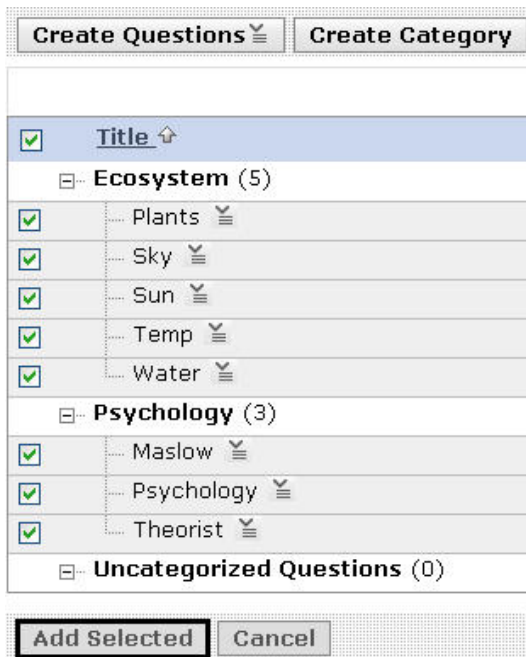 Create Questions Create Category
Title
Ecosystem (5)
Plants
Sky
Sun
Temp
Water
Psychology (3)
Maslow
Psychology
Theorist
Uncategorized Questions (0)
Add Selected Cancel